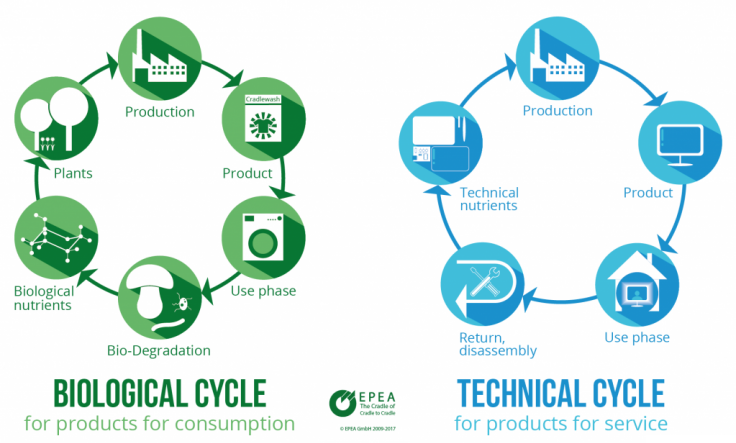 Production
Cradlewash
Product
Use phase
Bio-Degradation
Biological
nutrients
Plants
BIOLOGICAL CYCLE
for products for consumption
Production
Product
Use phase
Return,
disassembly
Technical
nutrients
TECHNICAL CYCLE
for products for service
EPEA
The Cradle of
Cradle to Cradle
© EPEA GmbH 2009-2017